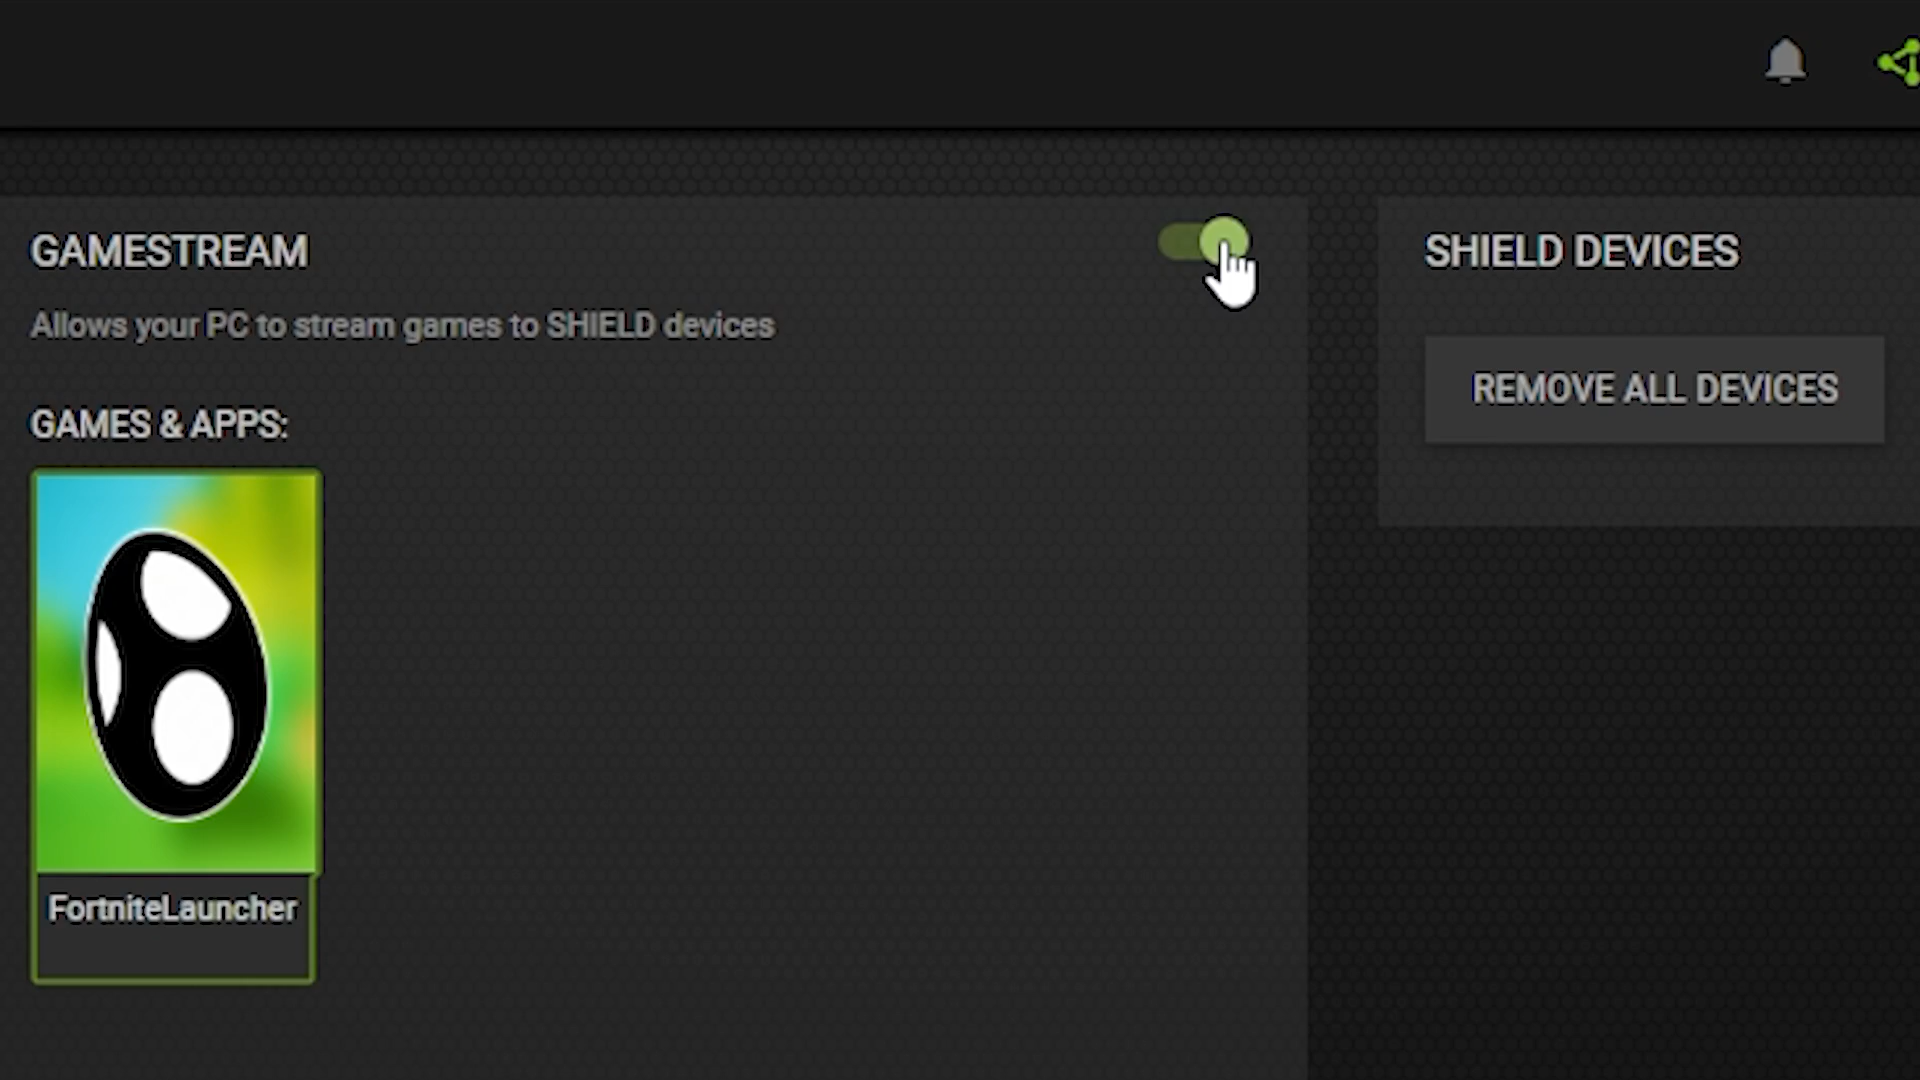 GAMESTREAM
Allows your PC to stream games to SHIELD devices
GAMES & APPS:
FortniteLauncher
SHIELD DEVICES
REMOVE ALL DEVICES